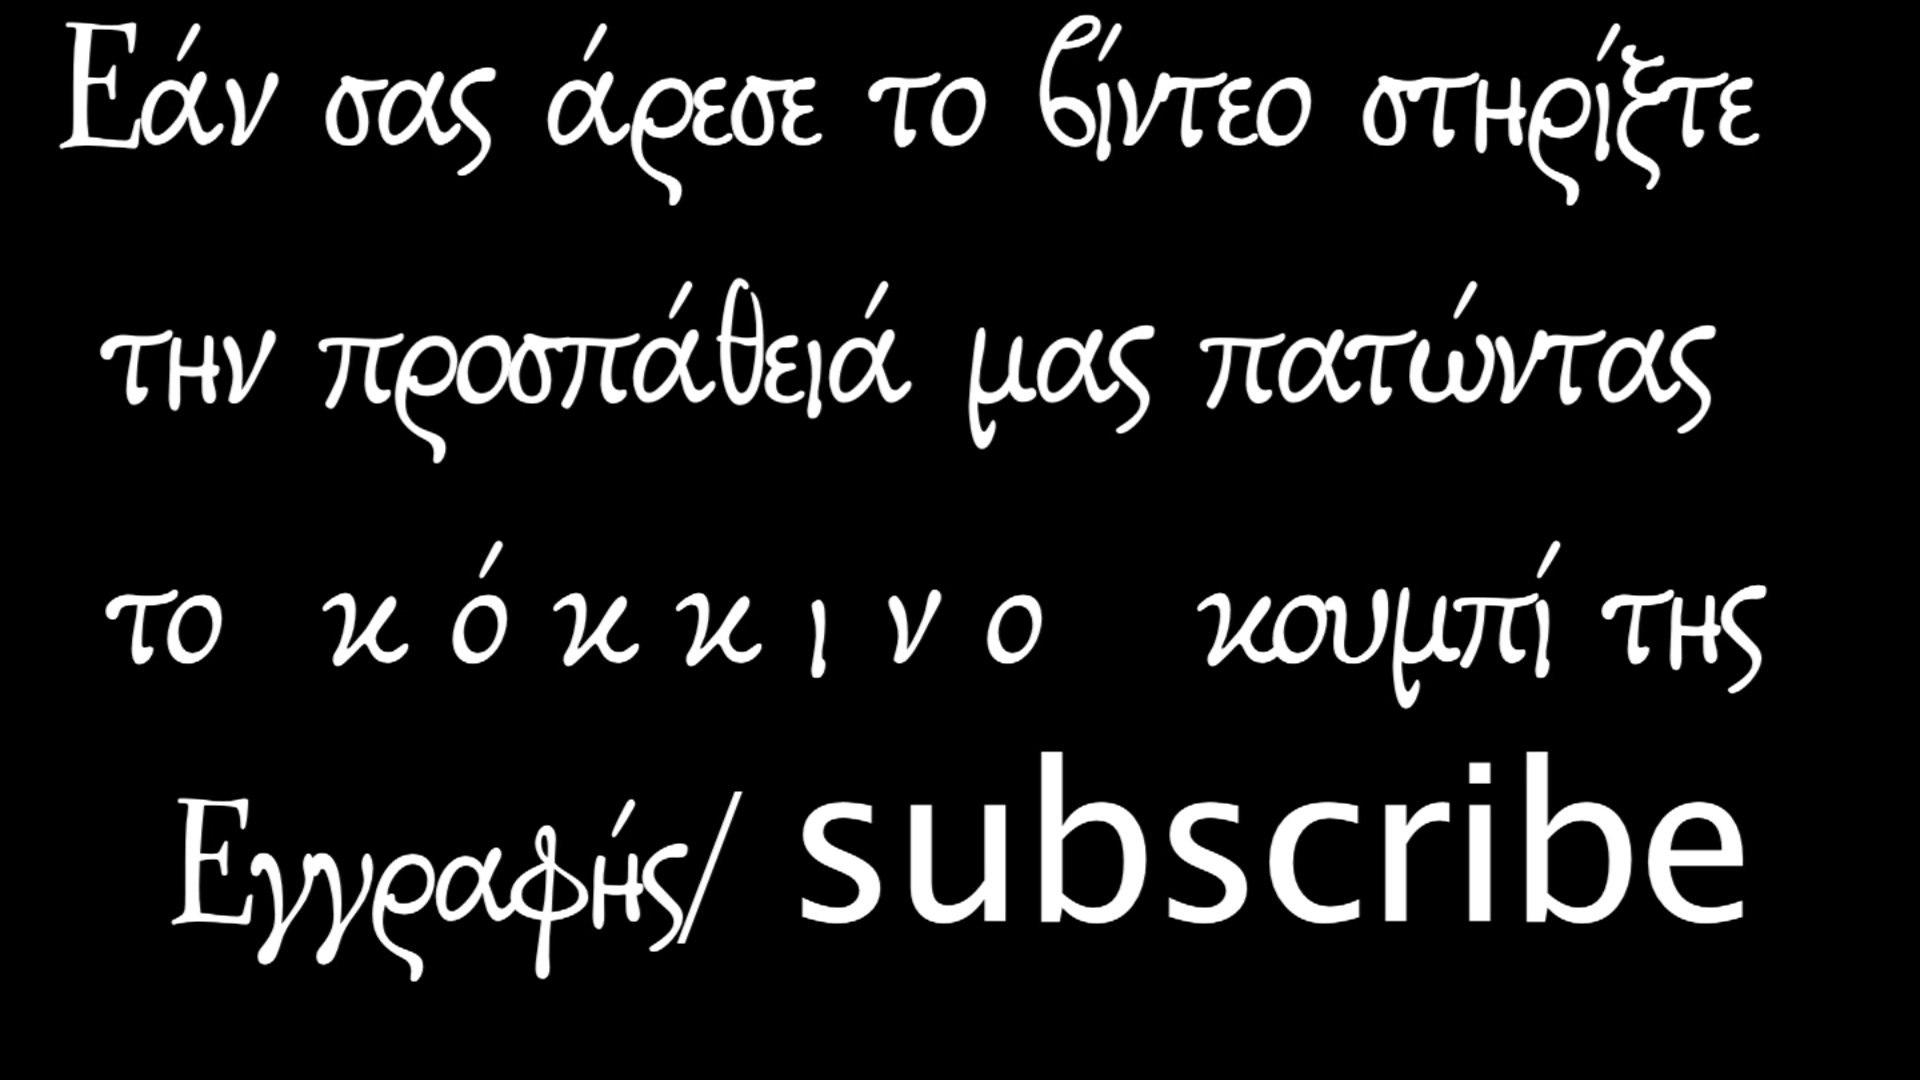 Εάν σας άρεσε το βίντεο στηρίξτε
την προσπάθειά μας πατώντας
το κ ό κ κ ι ν ο κουμπί της
Εγγραφής/ subscribe